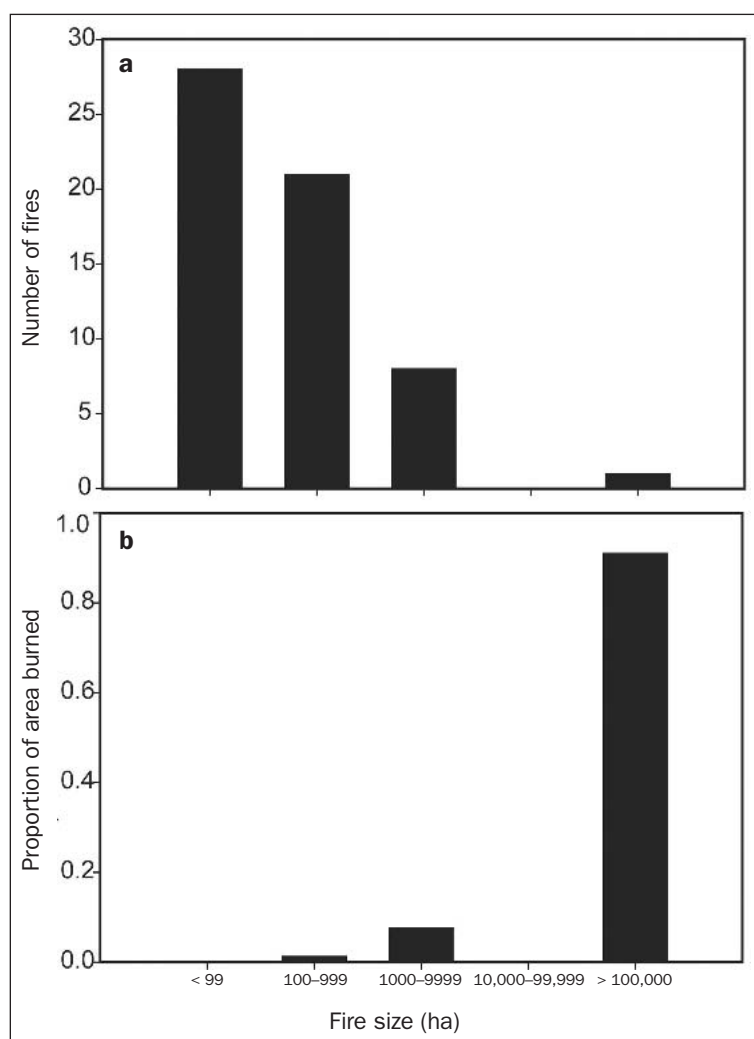 a
30
25
20
15
10
5
0
Number of fires
b
1.0
0.8
0.6
0.4
0.2
0.0
Proportion of area burned
< 99 100–999 1000–9999 10,000–99,999 > 100,000
Fire size (ha)